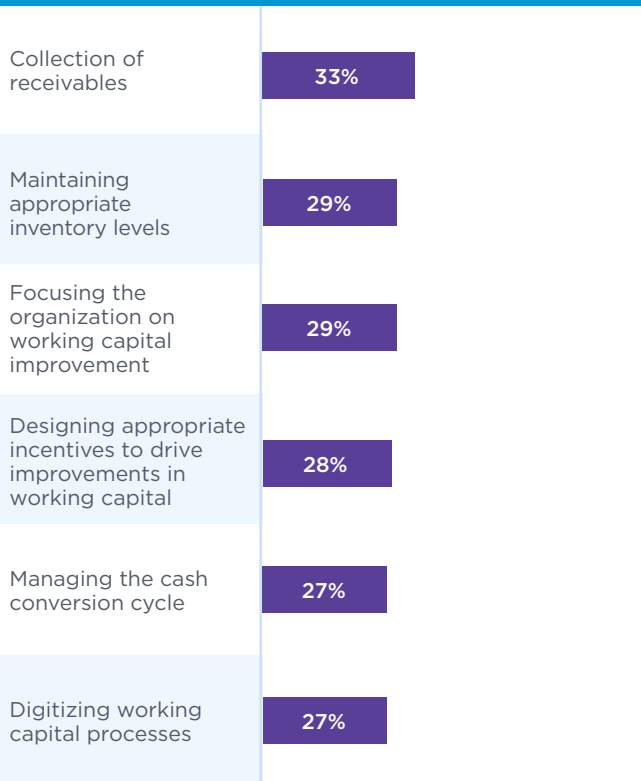 Collection of
receivables
33%
Maintaining
appropriate
inventory levels
29%
Focusing the
organization on
working capital
improvement
29%
Designing appropriate
incentives to drive
improvements in
working capital
28%
Managing the cash
conversion cycle
27%
Digitizing working
capital processes
27%